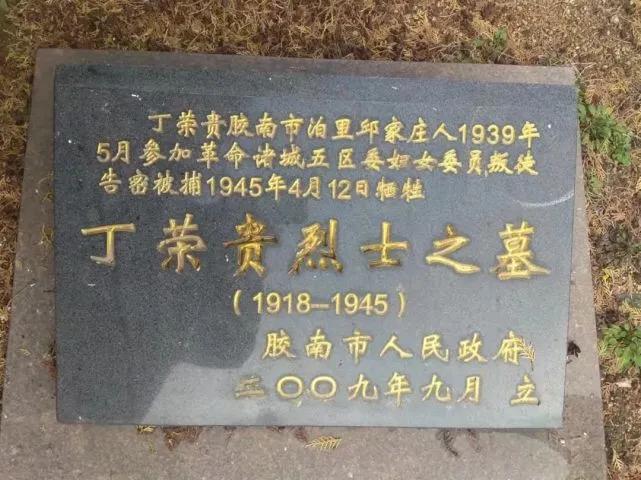 丁荣贵胶南市泊里邱家庄人1939年
5月参加革命诸城五区委妇女委员叛徒
告密被捕1945年4月12日牺牲
丁荣贵烈士之墓
（1918—1945）
胶南市人民政府
二〇〇九年九月 立